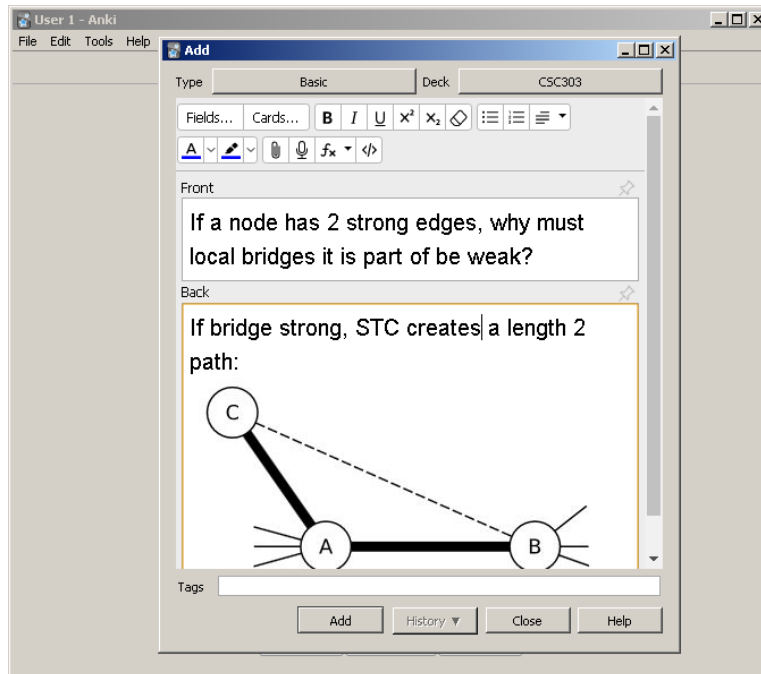 User 1 - Anki
File Edit Tools Help
Add
Type Basic Deck CSC303
Fields... Cards... B I U x² x₂
A fx </>
Front
If a node has 2 strong edges, why must
local bridges it is part of be weak?
Back
If bridge strong, STC creates a length 2
path:
C
A B
Tags
Add History ▼ Close Help